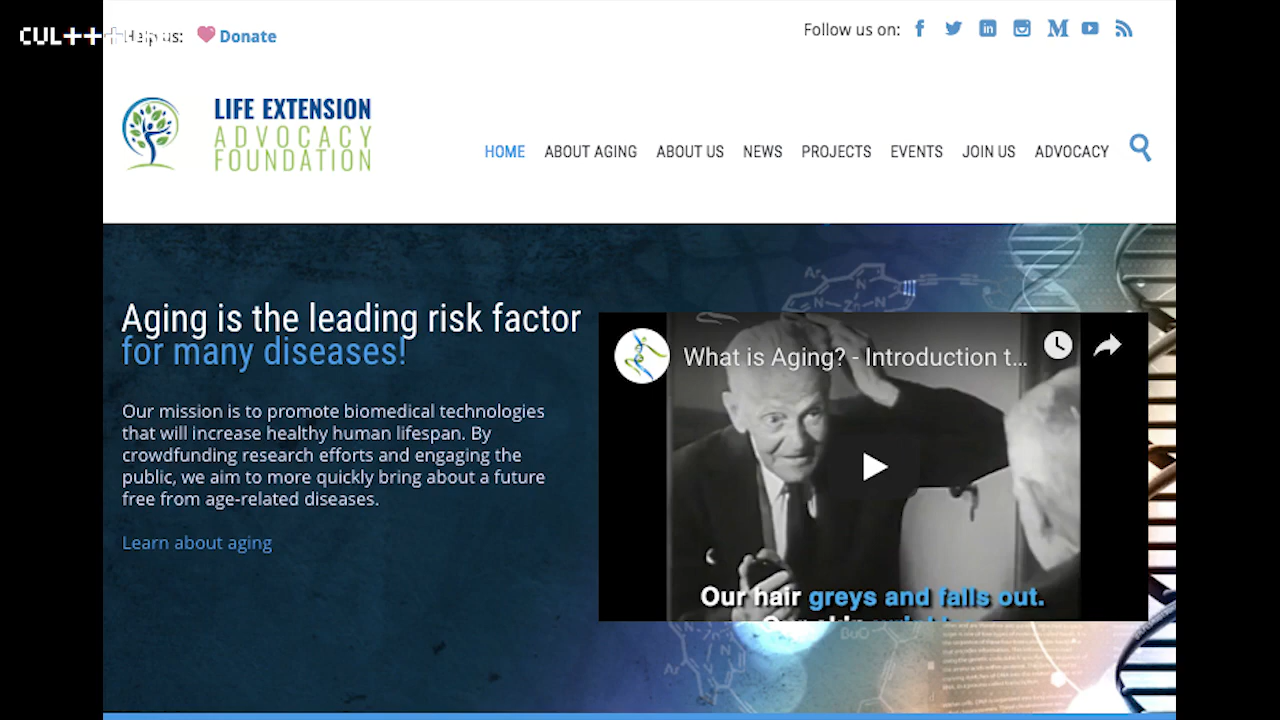 CUL+++
Help us: Donate
Follow us on:
LIFE EXTENSION
ADVOCACY
FOUNDATION
HOME ABOUT AGING ABOUT US NEWS PROJECTS EVENTS JOIN US ADVOCACY
Aging is the leading risk factor
for many diseases!
Our mission is to promote biomedical technologies
that will increase healthy human lifespan. By
crowdfunding research efforts and engaging the
public, we aim to more quickly bring about a future
free from age-related diseases.
Learn about aging
What is Aging? - Introduction t...
Our hair greys and falls out.